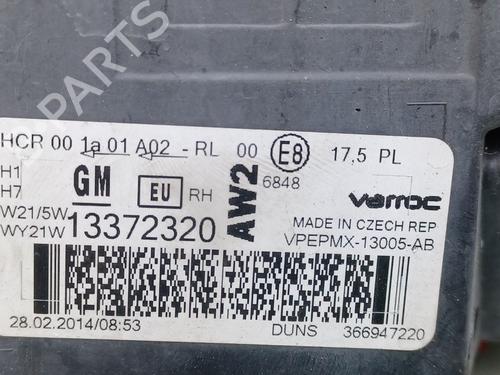 PARTS
HCR 00 1a 01 A02 - RL 00 E8 17,5 PL
H1
H7
W21/5W
WY21W
GM EU RH
13372320
AW2
6848
varroc
MADE IN CZECH REP
VPEPMX-13005-AB
28.02.2014/08:53 DUNS 366947220